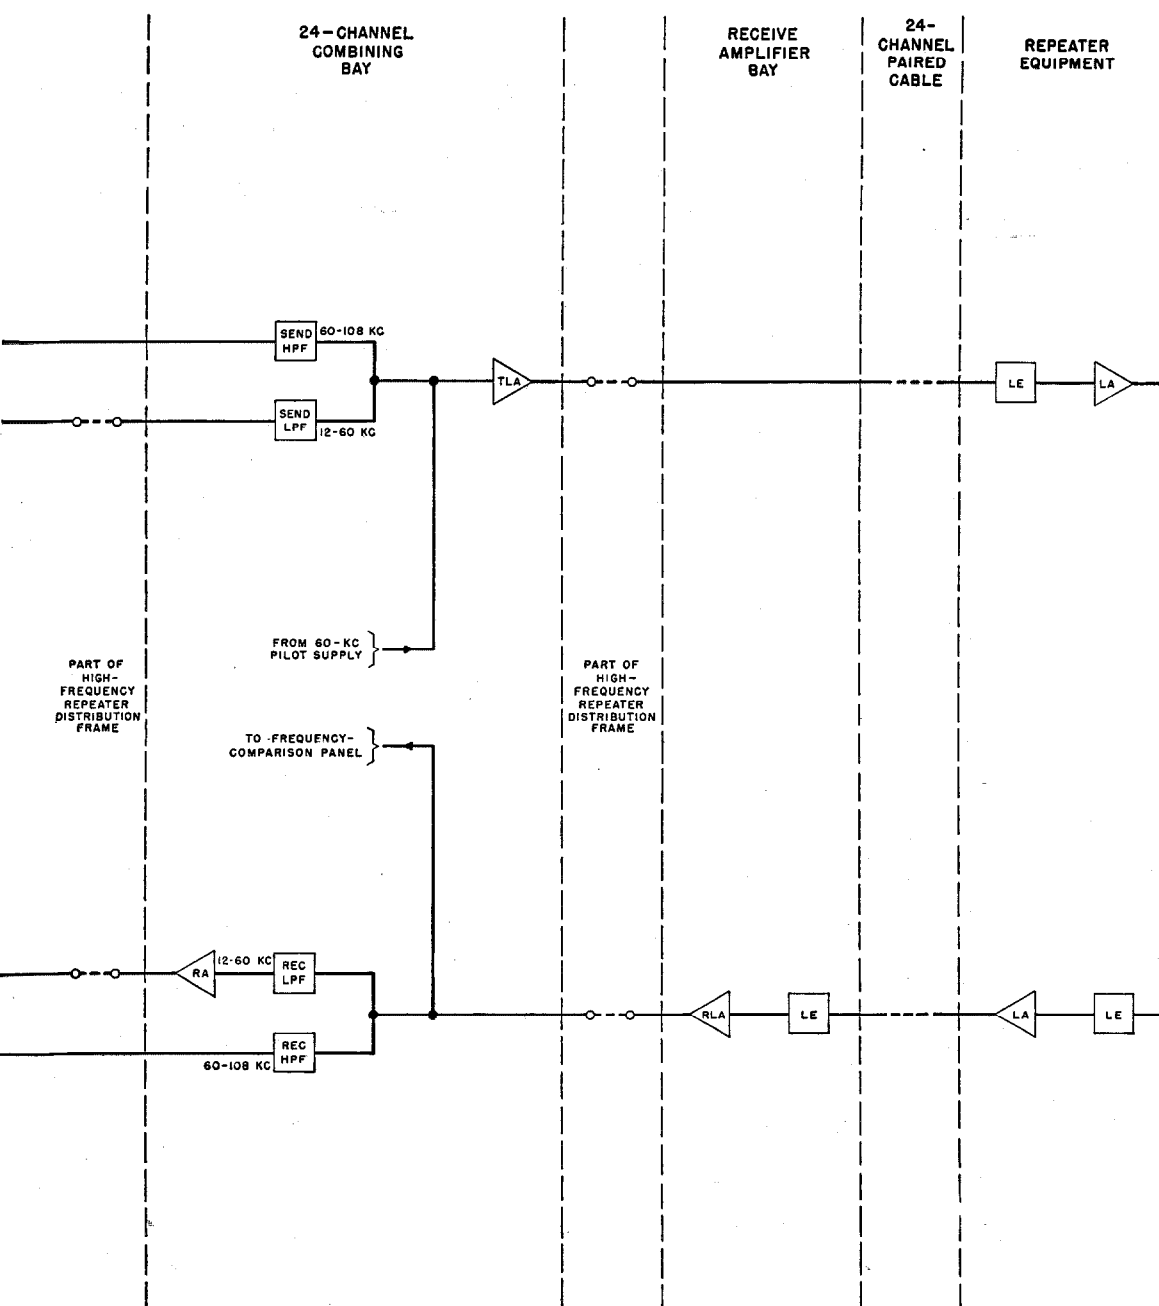 24-CHANNEL
COMBINING
BAY
RECEIVE
AMPLIFIER
BAY
24-
CHANNEL
PAIRED
CABLE
REPEATER
EQUIPMENT
SEND
HPF
60-108 KC
TLA
LE
LA
SEND
LPF
12-60 KC
FROM 60-KC
PILOT SUPPLY
PART OF
HIGH-
FREQUENCY
REPEATER
DISTRIBUTION
FRAME
PART OF
HIGH-
FREQUENCY
REPEATER
DISTRIBUTION
FRAME
TO FREQUENCY-
COMPARISON PANEL
RA
12-60 KC
REC
LPF
RLA
LE
LA
LE
REC
HPF
60-108 KC